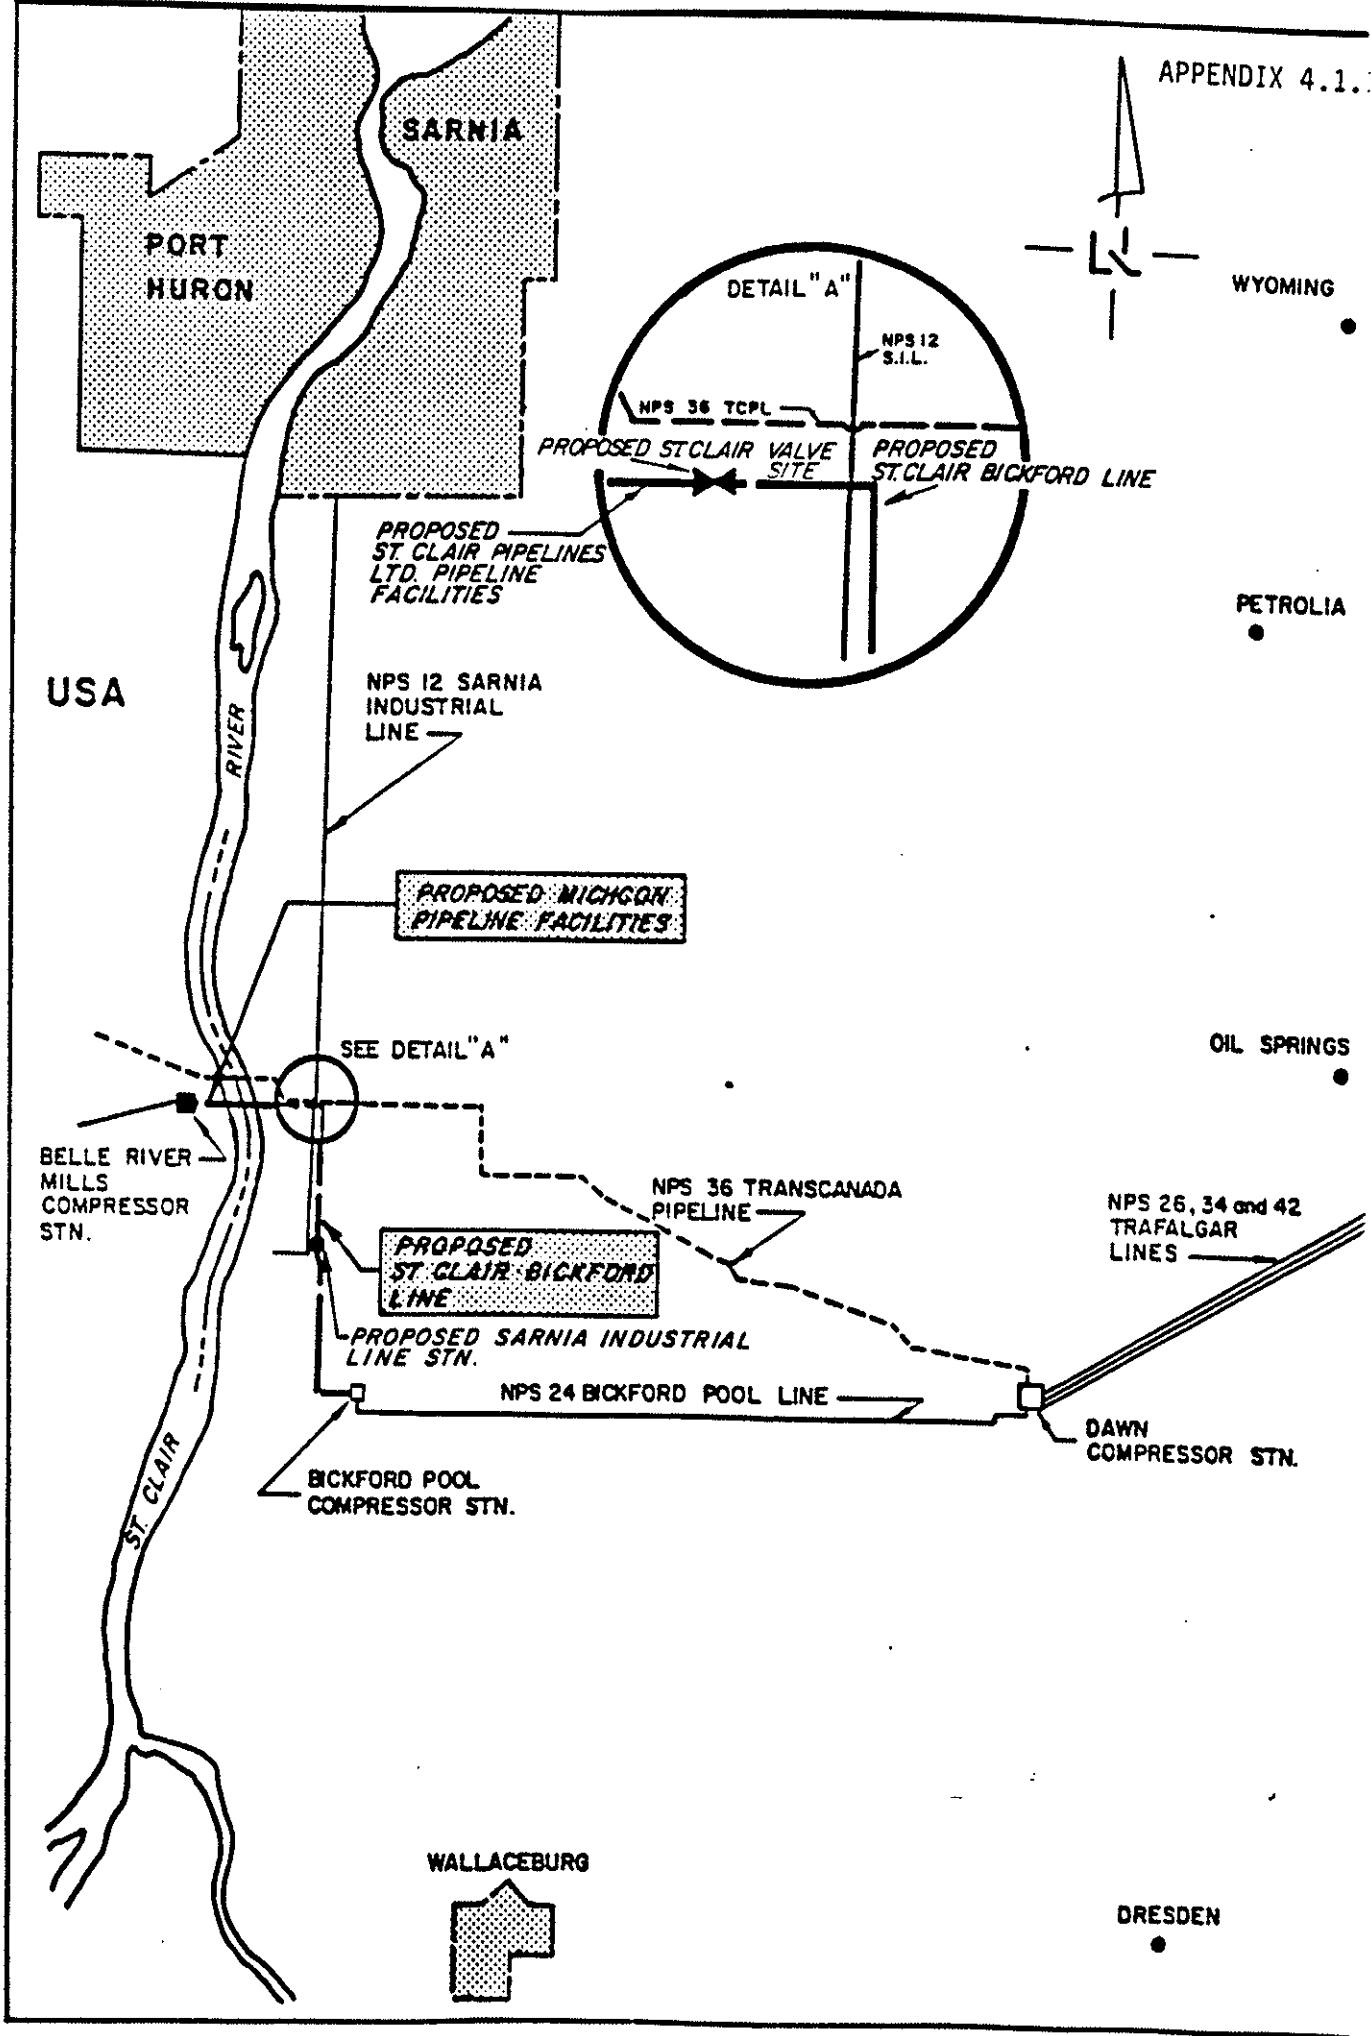 APPENDIX 4.1.
SARNIA
PORT
HURON
WYOMING
DETAIL "A"
NPS 12
S.I.L.
NPS 36 TCPL
PROPOSED ST CLAIR VALVE
SITE
PROPOSED
ST. CLAIR BICKFORD LINE
PROPOSED
ST. CLAIR PIPELINES
LTD. PIPELINE
FACILITIES
PETROLIA
USA
NPS 12 SARNIA
INDUSTRIAL
LINE
RIVER
PROPOSED MICHCON
PIPELINE FACILITIES
SEE DETAIL "A"
OIL SPRINGS
BELLE RIVER
MILLS
COMPRESSOR
STN.
NPS 36 TRANSCANADA
PIPELINE
NPS 26, 34 and 42
TRAFALGAR
LINES
PROPOSED
ST CLAIR BICKFORD
LINE
PROPOSED SARNIA INDUSTRIAL
LINE STN.
NPS 24 BICKFORD POOL LINE
DAWN
COMPRESSOR STN.
BICKFORD POOL
COMPRESSOR STN.
ST. CLAIR
WALLACEBURG
DRESDEN